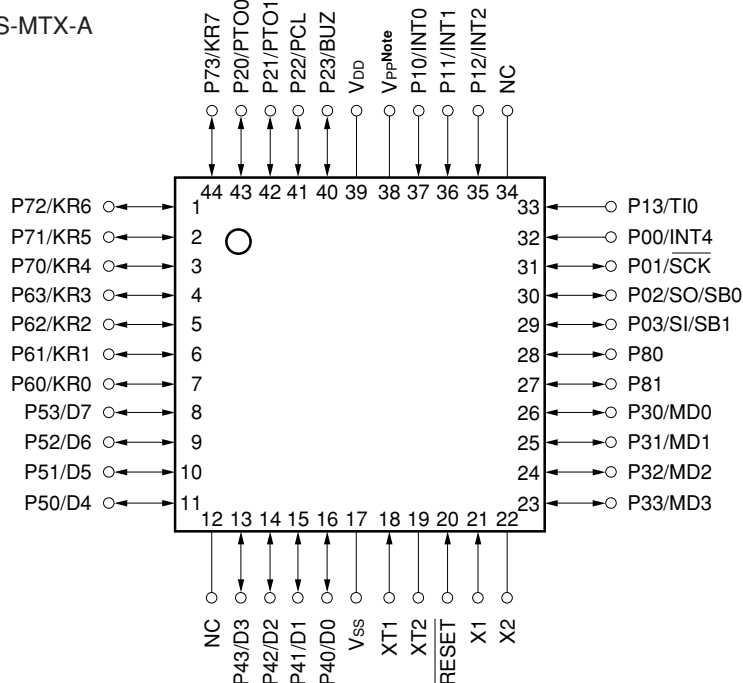 S-MTX-A
P73/KR7
P20/PTO0
P21/PTO1
P22/PCL
P23/BUZ
VDD
VPPNote
P10/INT0
P11/INT1
P12/INT2
NC
44 43 42 41 40 39 38 37 36 35 34
P72/KR6 1 33 P13/TI0
P71/KR5 2 32 P00/INT4
P70/KR4 3 31 P01/SCK
P63/KR3 4 30 P02/SO/SB0
P62/KR2 5 29 P03/SI/SB1
P61/KR1 6 28 P80
P60/KR0 7 27 P81
P53/D7 8 26 P30/MD0
P52/D6 9 25 P31/MD1
P51/D5 10 24 P32/MD2
P50/D4 11 23 P33/MD3
12 13 14 15 16 17 18 19 20 21 22
NC
P43/D3
P42/D2
P41/D1
P40/D0
VSS
XT1
XT2
RESET
X1
X2